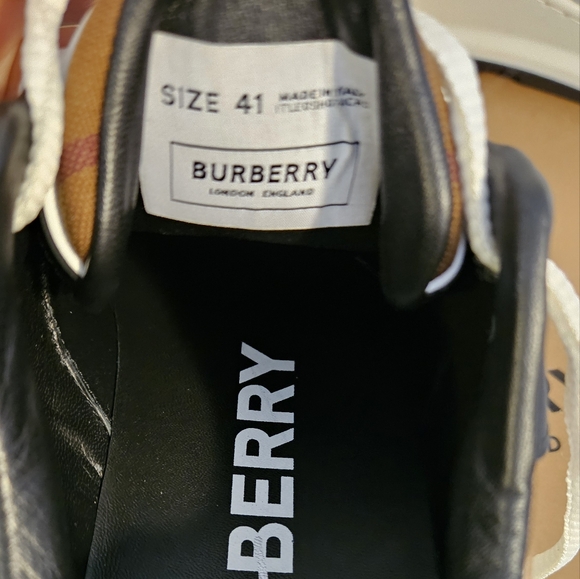 SIZE 41
MADE IN ITALY
BURBERRY
LONDON ENGLAND
BERRY